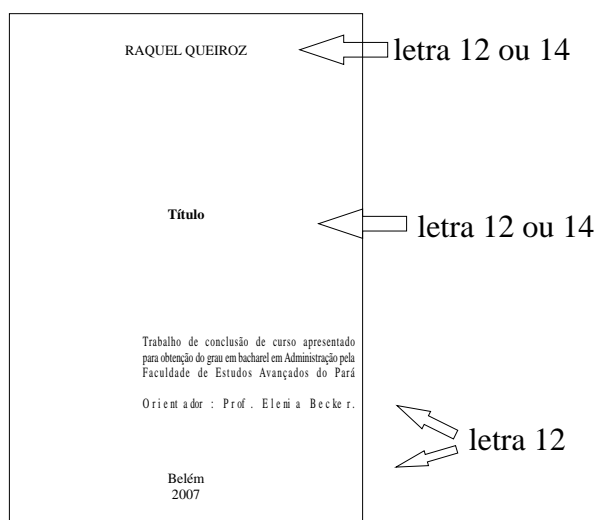 RAQUEL QUEIROZ
letra 12 ou 14
Título
letra 12 ou 14
Trabalho de conclusão de curso apresentado
para obtenção do grau em bacharel em Administração pela
Faculdade de Estudos Avançados do Pará
Orientador : Prof. Elenia Becker.
letra 12
Belém
2007